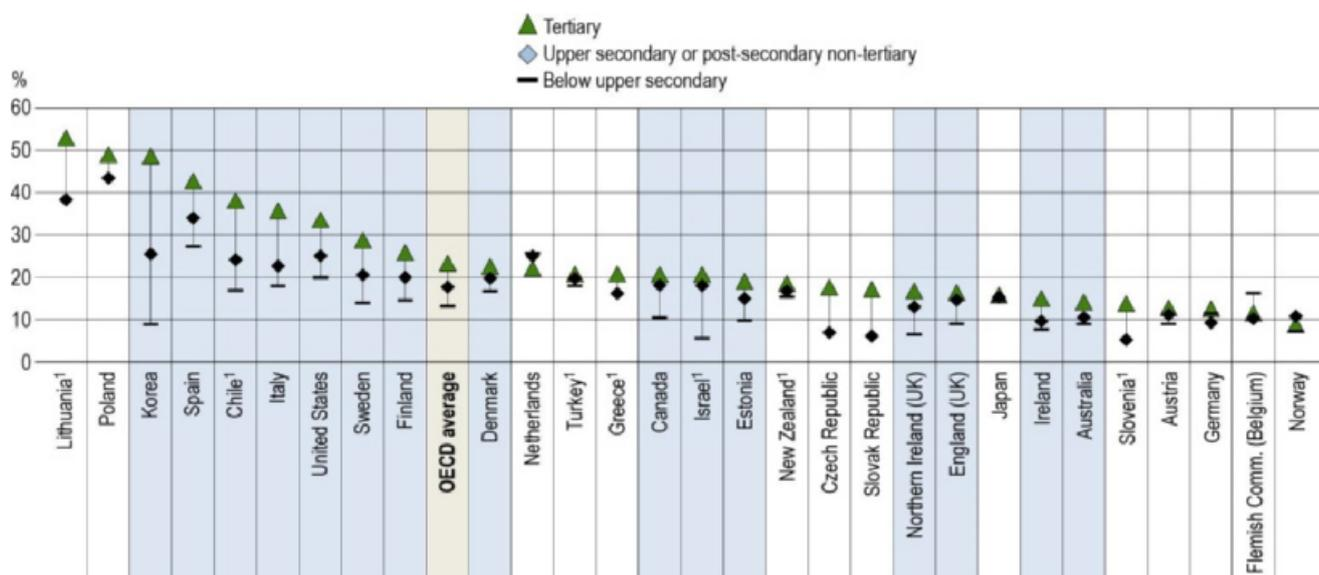 Tertiary
Upper secondary or post-secondary non-tertiary
Below upper secondary
%
60
50
40
30
20
10
0
Lithuania¹
Poland
Korea
Spain
Chile¹
Italy
United States
Sweden
Finland
OECD average
Denmark
Netherlands
Turkey¹
Greece¹
Canada
Israel¹
Estonia
New Zealand¹
Czech Republic
Slovak Republic
Northern Ireland (UK)
England (UK)
Japan
Ireland
Australia
Slovenia¹
Austria
Germany
Flemish Comm. (Belgium)
Norway